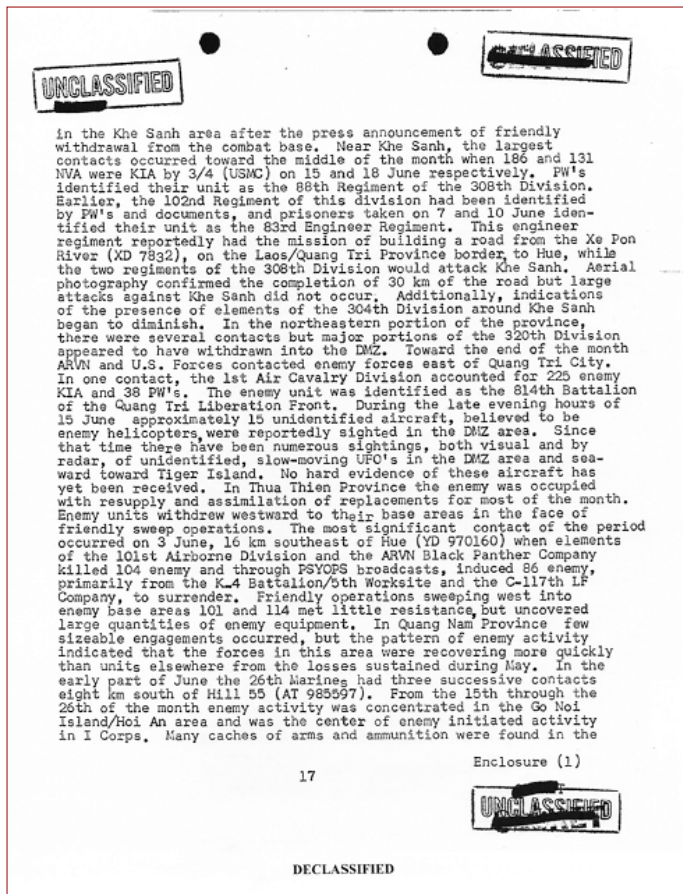 UNCLASSIFIED
UNCLASSIFIED
in the Khe Sanh area after the press announcement of friendly
withdrawal from the combat base. Near Khe Sanh, the largest
contacts occurred toward the middle of the month when 186 and 131
NVA were KIA by 3/4 (USMC) on 15 and 18 June respectively. PW's
identified their unit as the 88th Regiment of the 308th Division.
Earlier, the 102nd Regiment of this division had been identified
by PW's and documents, and prisoners taken on 7 and 10 June iden-
tified their unit as the 83rd Engineer Regiment. This engineer
regiment reportedly had the mission of building a road from the Xe Pon
River (XD 7832), on the Laos/Quang Tri Province border, to Hue, while
the two regiments of the 308th Division would attack Khe Sanh. Aerial
photography confirmed the completion of 30 km of the road but large
attacks against Khe Sanh did not occur. Additionally, indications
of the presence of elements of the 304th Division around Khe Sanh
began to diminish. In the northeastern portion of the province,
there were several contacts but major portions of the 320th Division
appeared to have withdrawn into the DMZ. Toward the end of the month
ARVN and U.S. Forces contacted enemy forces east of Quang Tri City.
In one contact, the 1st Air Cavalry Division accounted for 225 enemy
KIA and 38 PW's. The enemy unit was identified as the 814th Battalion
of the Quang Tri Liberation Front. During the late evening hours of
15 June approximately 15 unidentified aircraft, believed to be
enemy helicopters, were reportedly sighted in the DMZ area. Since
that time there have been numerous sightings, both visual and by
radar, of unidentified, slow-moving UFO's in the DMZ area and sea-
ward toward Tiger Island. No hard evidence of these aircraft has
yet been received. In Thua Thien Province the enemy was occupied
with resupply and assimilation of replacements for most of the month.
Enemy units withdrew westward to their base areas in the face of
friendly sweep operations. The most significant contact of the period
occurred on 3 June, 16 km southeast of Hue (YD 970160) when elements
of the 101st Airborne Division and the ARVN Black Panther Company
killed 104 enemy and through PSYOPS broadcasts, induced 86 enemy,
primarily from the K-4 Battalion/5th Worksite and the C-117th LF
Company, to surrender. Friendly operations sweeping west into
enemy base areas 101 and 114 met little resistance, but uncovered
large quantities of enemy equipment. In Quang Nam Province few
sizeable engagements occurred, but the pattern of enemy activity
indicated that the forces in this area were recovering more quickly
than units elsewhere from the losses sustained during May. In the
early part of June the 26th Marines had three successive contacts
eight km south of Hill 55 (AT 985597). From the 15th through the
26th of the month enemy activity was concentrated in the Go Noi
Island/Hoi An area and was the center of enemy initiated activity
in I Corps. Many caches of arms and ammunition were found in the
Enclosure (1)
17
UNCLASSIFIED
DECLASSIFIED